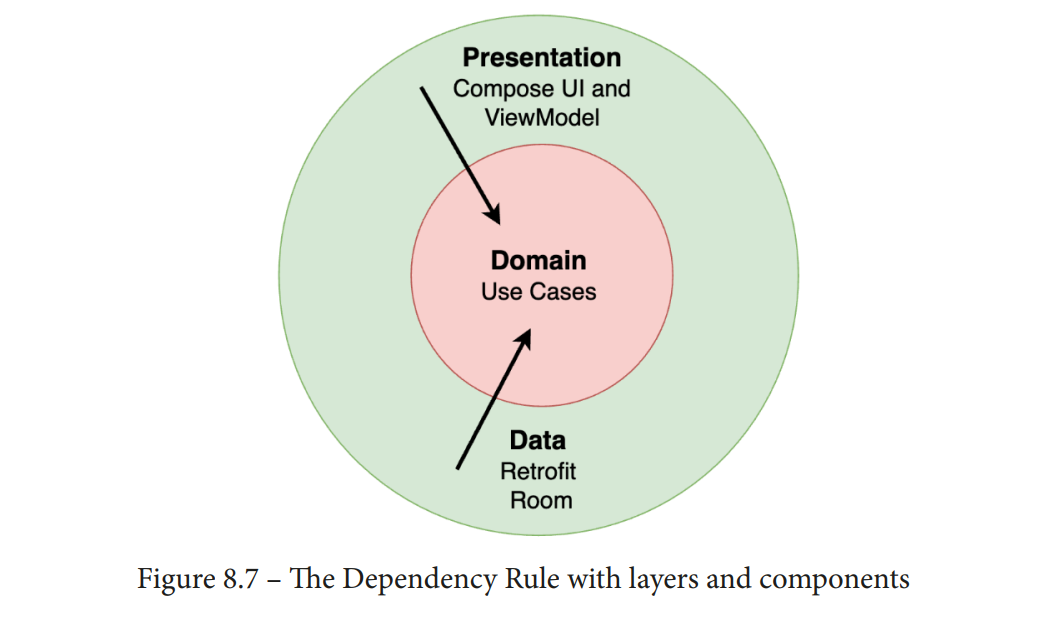 Presentation
Compose UI and
ViewModel
Domain
Use Cases
Data
Retrofit
Room
Figure 8.7 – The Dependency Rule with layers and components